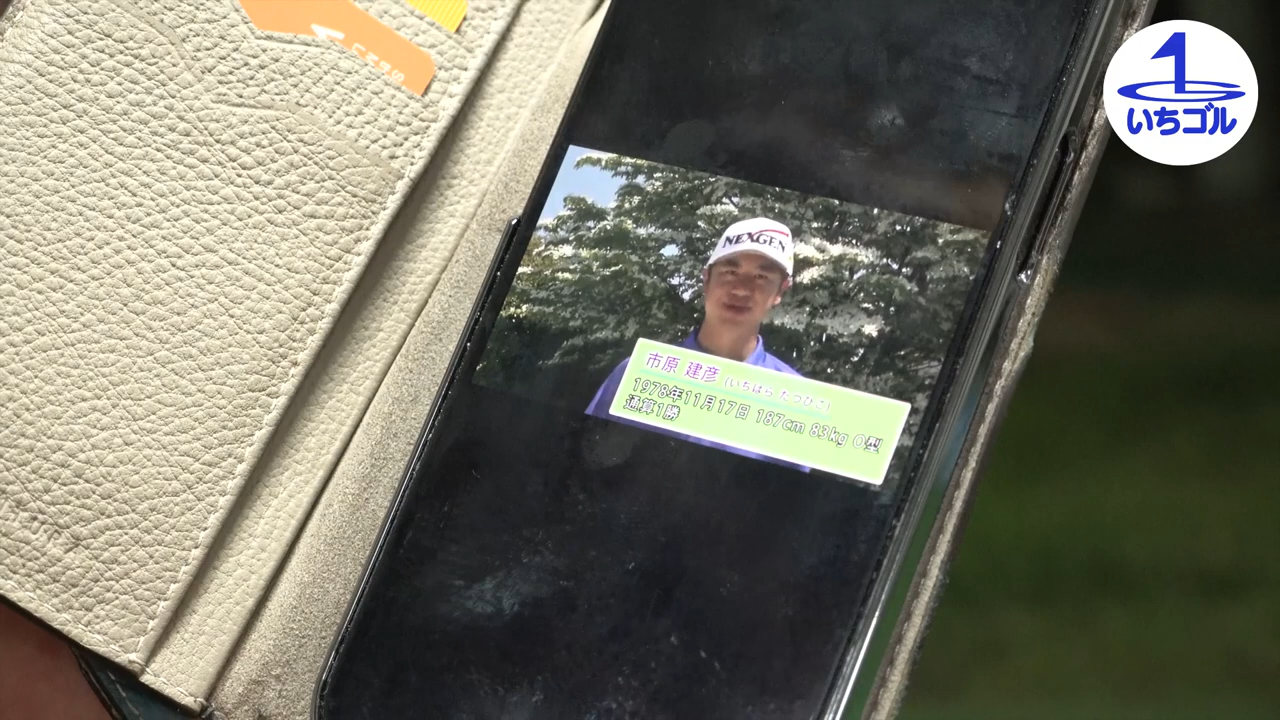 1
いちゴル
NEXGEN
市原 建彦 (いちはら たつひこ)
1978年11月17日 187cm 83kg O型
通算1勝